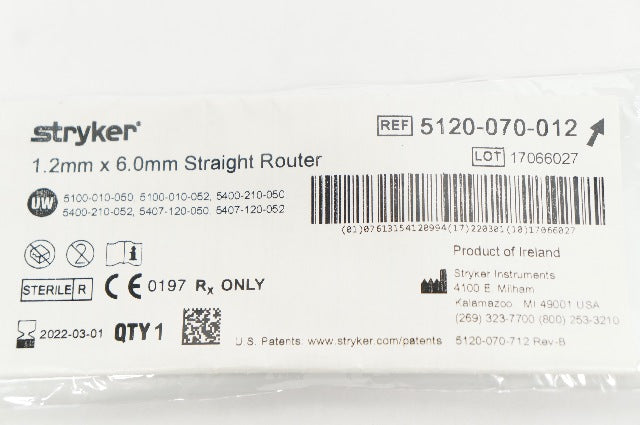 stryker
REF 5120-070-012
1.2mm x 6.0mm Straight Router
LOT 17066027
UW 5100-010-050, 5100-010-052, 5400-210-050
5400-210-052, 5407-120-050, 5407-120-052
(01)07613154120994(17)220301(10)17066027
Product of Ireland
STERILE R CE 0197 Rx ONLY
Stryker Instruments
4100 E. Milham
Kalamazoo, MI 49001 USA
(269) 323-7700 (800) 253-3210
2022-03-01 QTY 1
U.S. Patents: www.stryker.com/patents
5120-070-712 Rev-B